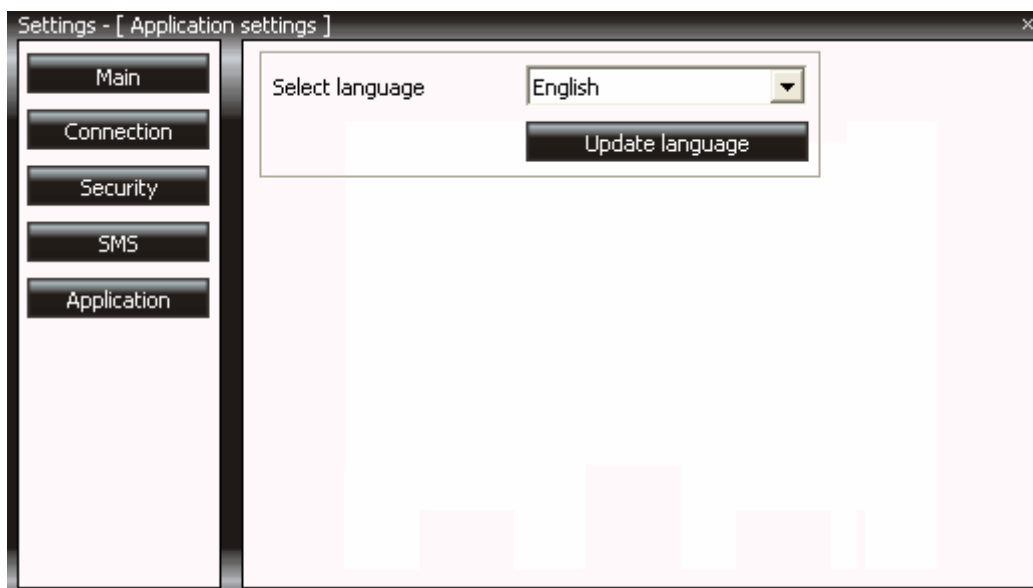 Settings - [ Application settings ]
Main
Connection
Security
SMS
Application
Select language
English
Update language